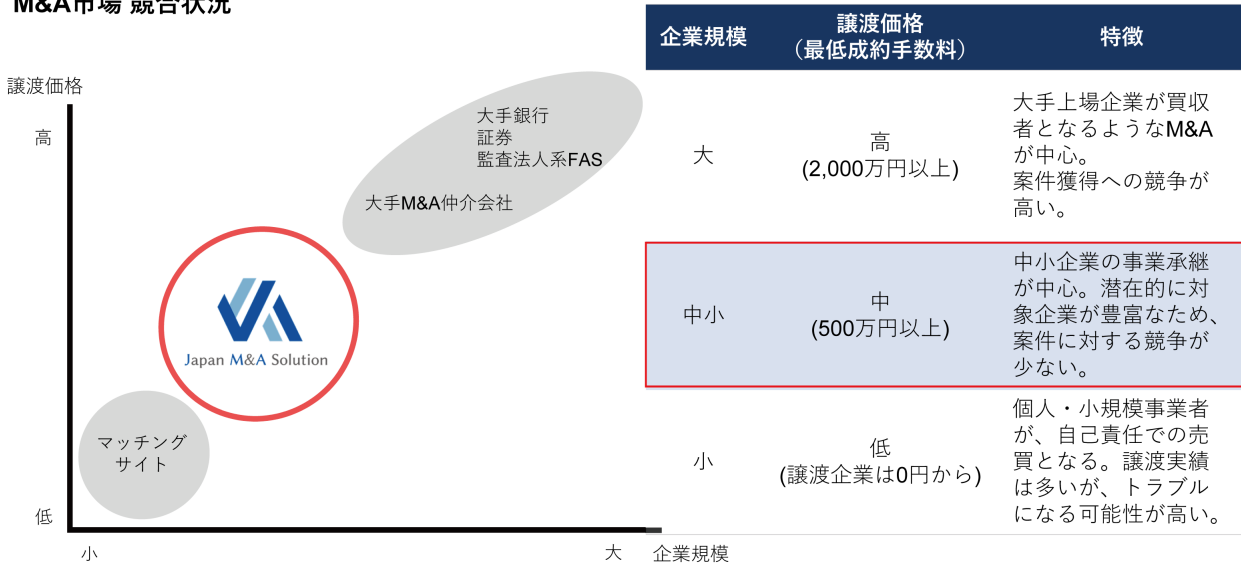 M&A市場 競合状況
譲渡価格
高
大手銀行
証券
監査法人系FAS
大手M&A仲介会社
Japan M&A Solution
マッチング
サイト
低
小
大
企業規模
企業規模
譲渡価格
（最低成約手数料）
特徴
大
高
(2,000万円以上)
大手上場企業が買収
者となるようなM&A
が中心。
案件獲得への競争が
高い。
中小
中
(500万円以上)
中小企業の事業承継
が中心。潜在的に対
象企業が豊富なため、
案件に対する競争が
少ない。
小
低
(譲渡企業は0円から)
個人・小規模事業者
が、自己責任での売
買となる。譲渡実績
は多いが、トラブル
になる可能性が高い。